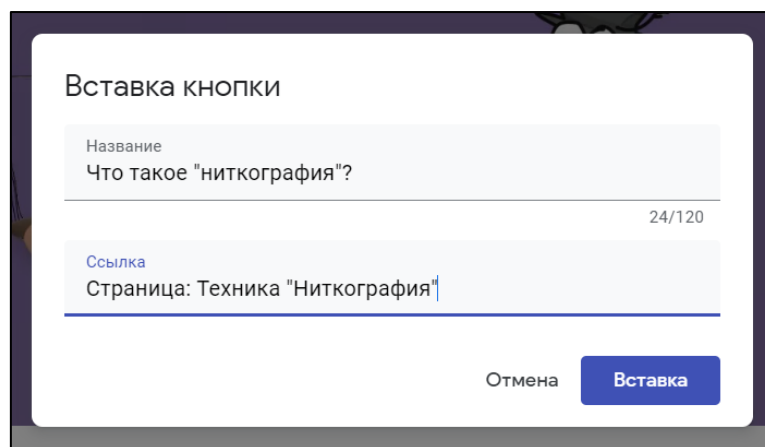 Вставка кнопки
Название
Что такое "ниткография"?
24/120
Ссылка
Страница: Техника "Ниткография"
Отмена Вставка